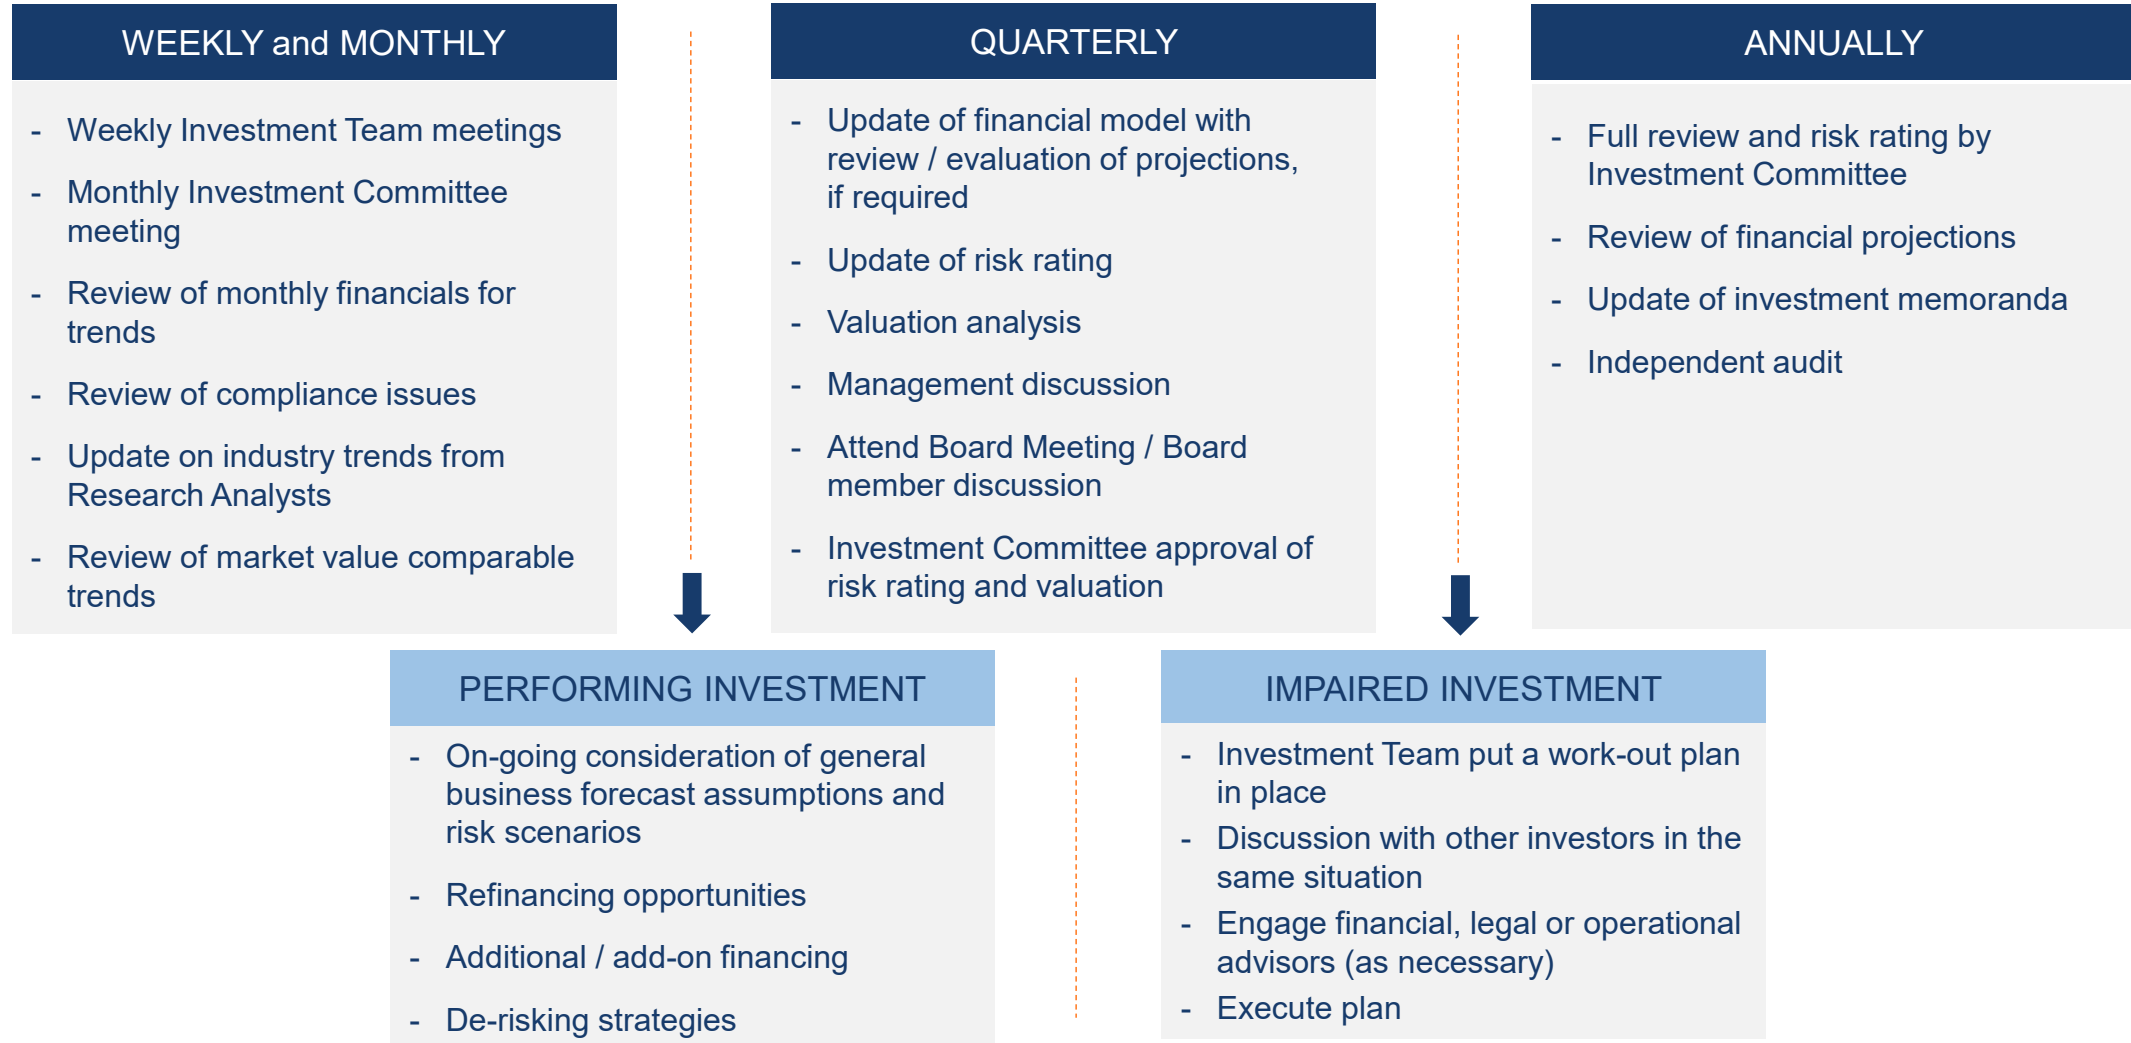 WEEKLY and MONTHLY
- Weekly Investment Team meetings
- Monthly Investment Committee
meeting
- Review of monthly financials for
trends
- Review of compliance issues
- Update on industry trends from
Research Analysts
- Review of market value comparable
trends
QUARTERLY
- Update of financial model with
review / evaluation of projections,
if required
- Update of risk rating
- Valuation analysis
- Management discussion
- Attend Board Meeting / Board
member discussion
- Investment Committee approval of
risk rating and valuation
ANNUALLY
- Full review and risk rating by
Investment Committee
- Review of financial projections
- Update of investment memoranda
- Independent audit
PERFORMING INVESTMENT
- On-going consideration of general
business forecast assumptions and
risk scenarios
- Refinancing opportunities
- Additional / add-on financing
- De-risking strategies
IMPAIRED INVESTMENT
- Investment Team put a work-out plan
in place
- Discussion with other investors in the
same situation
- Engage financial, legal or operational
advisors (as necessary)
- Execute plan